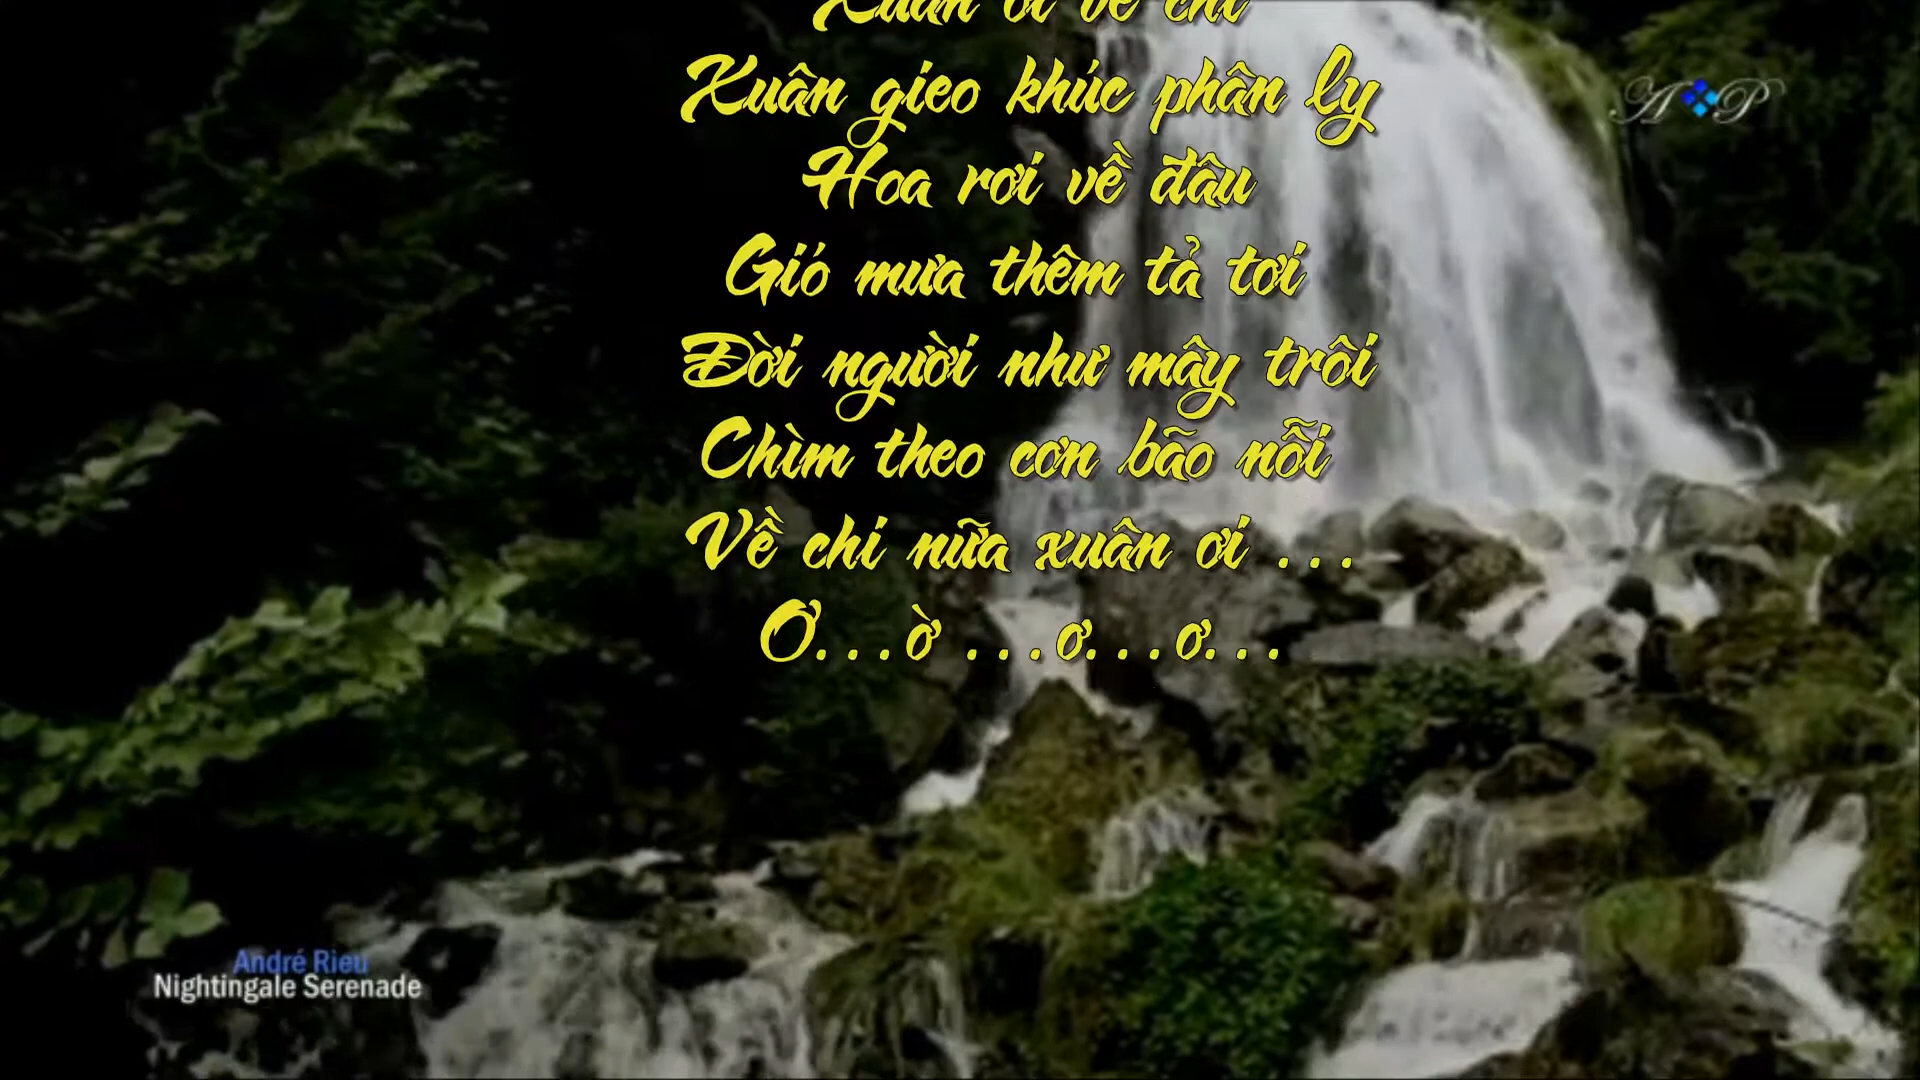 Xuân ơi về chi
Xuân gieo khúc phân ly
A P
Hoa rơi về đâu
Gió mưa thêm tả tơi
Đời người như mây trôi
Chìm theo cơn bão nỗi
Về chi nữa xuân ơi ...
Ơ...ờ ...ơ...ơ...
André Rieu
Nightingale Serenade